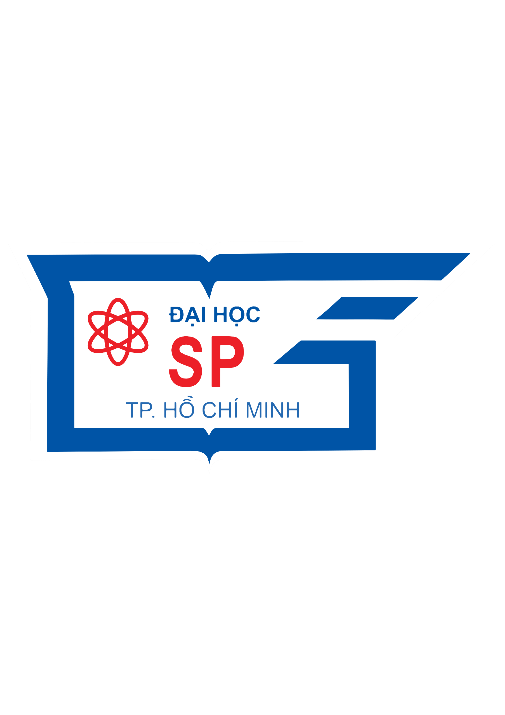 ĐẠI HỌC
SP
TP. HỒ CHÍ MINH